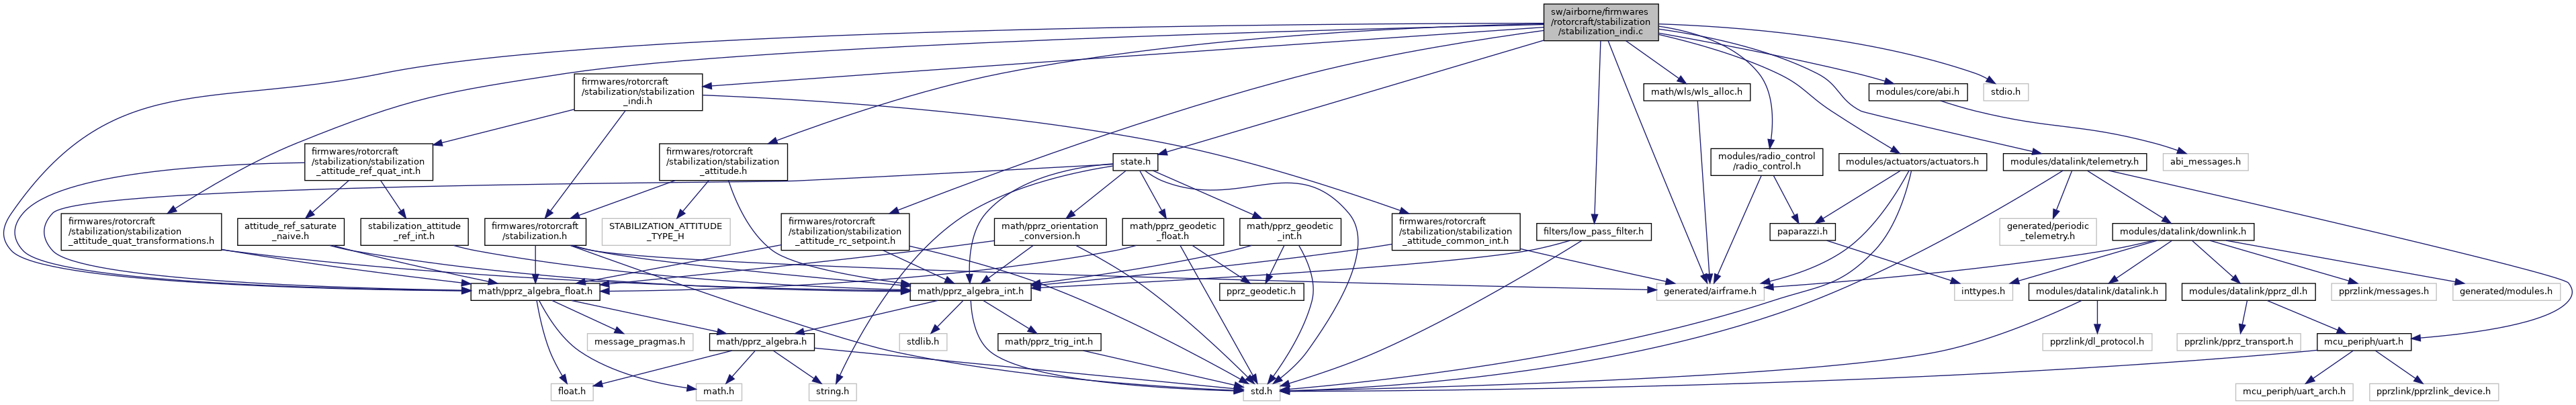 sw/airborne/firmwares
/rotorcraft/stabilization
/stabilization_indi.c
firmwares/rotorcraft
/stabilization/stabilization
_indi.h
math/wls/wls_alloc.h
modules/core/abi.h
stdio.h
firmwares/rotorcraft
/stabilization/stabilization
_attitude_ref_quat_int.h
firmwares/rotorcraft
/stabilization/stabilization
_attitude.h
state.h
modules/radio_control
/radio_control.h
modules/actuators/actuators.h
modules/datalink/telemetry.h
abi_messages.h
firmwares/rotorcraft
/stabilization/stabilization
_attitude_quat_transformations.h
attitude_ref_saturate
_naive.h
stabilization_attitude
_ref_int.h
firmwares/rotorcraft
/stabilization.h
STABILIZATION_ATTITUDE
_TYPE_H
firmwares/rotorcraft
/stabilization/stabilization
_attitude_rc_setpoint.h
math/pprz_orientation
_conversion.h
math/pprz_geodetic
_float.h
math/pprz_geodetic
_int.h
firmwares/rotorcraft
/stabilization/stabilization
_attitude_common_int.h
filters/low_pass_filter.h
paparazzi.h
generated/periodic
_telemetry.h
modules/datalink/downlink.h
math/pprz_algebra_float.h
math/pprz_algebra_int.h
pprz_geodetic.h
generated/airframe.h
inttypes.h
modules/datalink/datalink.h
modules/datalink/pprz_dl.h
pprzlink/messages.h
generated/modules.h
message_pragmas.h
math/pprz_algebra.h
stdlib.h
math/pprz_trig_int.h
pprzlink/dl_protocol.h
pprzlink/pprz_transport.h
mcu_periph/uart.h
float.h
math.h
string.h
std.h
mcu_periph/uart_arch.h
pprzlink/pprzlink_device.h